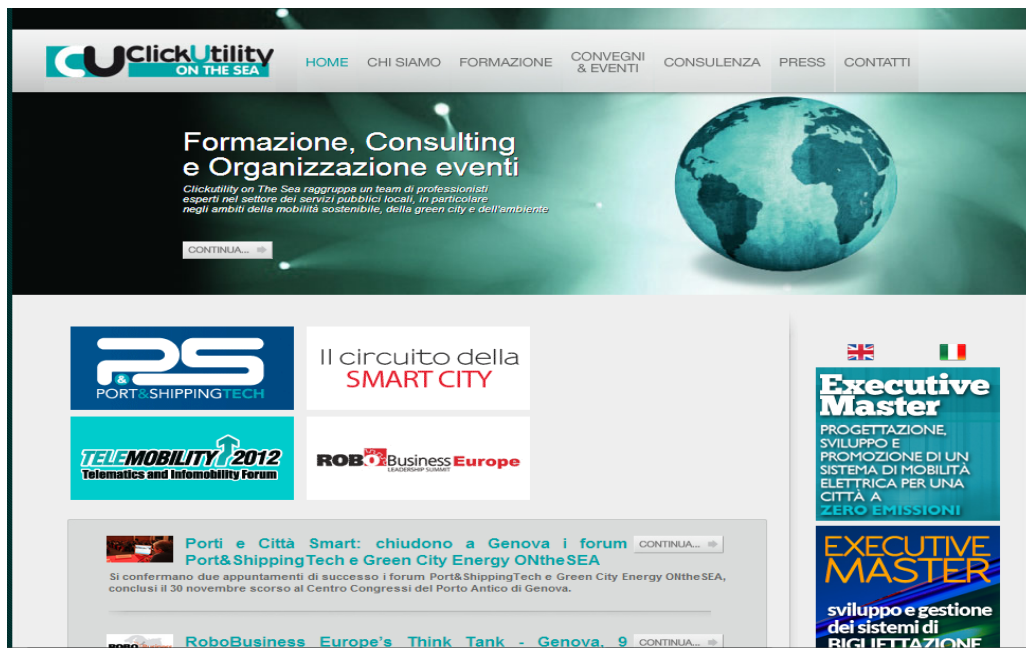 CU ClickUtility
ON THE SEA
HOME CHI SIAMO FORMAZIONE CONVEGNI & EVENTI CONSULENZA PRESS CONTATTI
Formazione, Consulting
e Organizzazione eventi
Clickutility on The Sea raggruppa un team di professionisti
esperti nel settore dei servizi pubblici locali, in particolare
negli ambiti della mobilità sostenibile, della green city e dell'ambiente
CONTINUA...
PS
&
PORT&SHIPPINGTECH
Il circuito della
SMART CITY
TELEMOBILITY 2012
Telematics and Infomobility Forum
ROBO Business Europe
LEADERSHIP SUMMIT
Porti e Città Smart: chiudono a Genova i forum
Port&ShippingTech e Green City Energy ONtheSEA
CONTINUA...
Si confermano due appuntamenti di successo i forum Port&ShippingTech e Green City Energy ONtheSEA,
conclusi il 30 novembre scorso al Centro Congressi del Porto Antico di Genova.
RoboBusiness Europe's Think Tank - Genova, 9
CONTINUA...
Executive
Master
PROGETTAZIONE,
SVILUPPO E
PROMOZIONE DI UN
SISTEMA DI MOBILITÀ
ELETTRICA PER UNA
CITTÀ A
ZERO EMISSIONI
EXECUTIVE
MASTER
sviluppo e gestione
dei sistemi di
BIGLIETTAZIONE